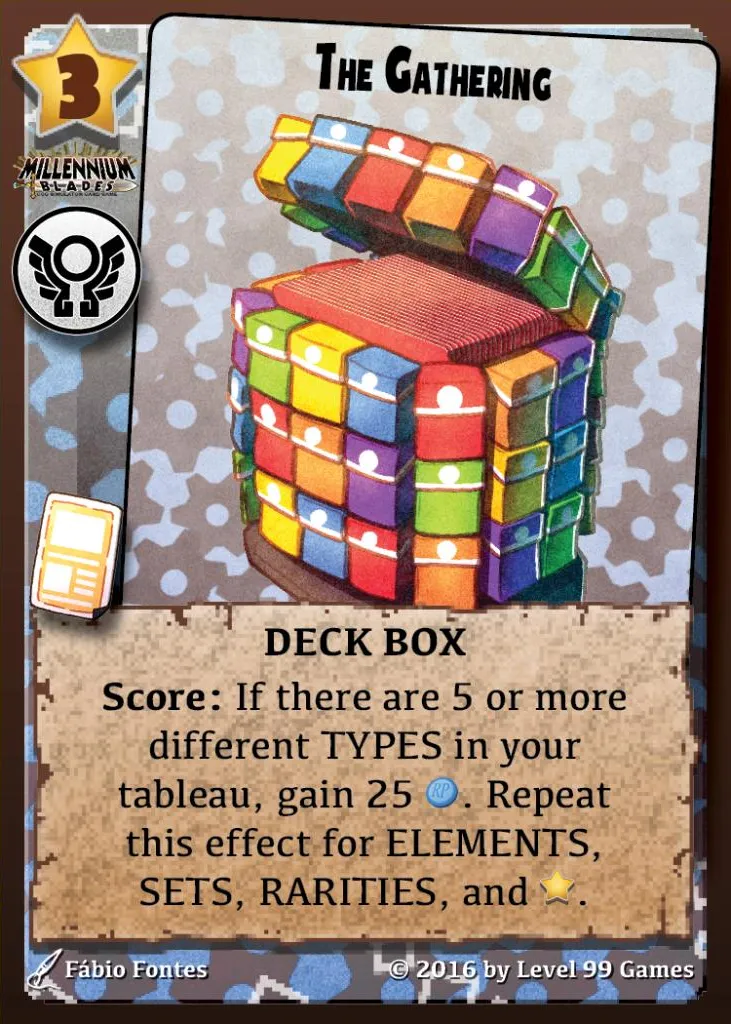 The Gathering
3
MILLENNIUM
BLADES
DECK BOX
Score: If there are 5 or more
different TYPES in your
tableau, gain 25 RP. Repeat
this effect for ELEMENTS,
SETS, RARITIES, and .
Fábio Fontes
© 2016 by Level 99 Games